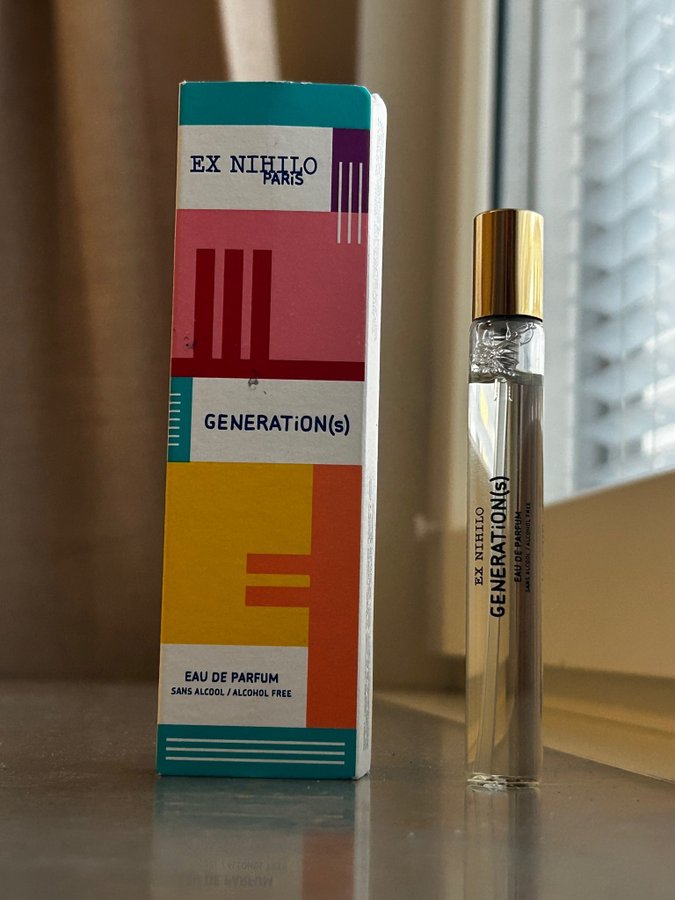 EX NIHILO
PARiS
GENERATiON(s)
EAU DE PARFUM
SANS ALCOOL / ALCOHOL FREE
EX NIHILO
GENERATiON(s)
EAU DE PARFUM
SANS ALCOOL / ALCOHOL FREE